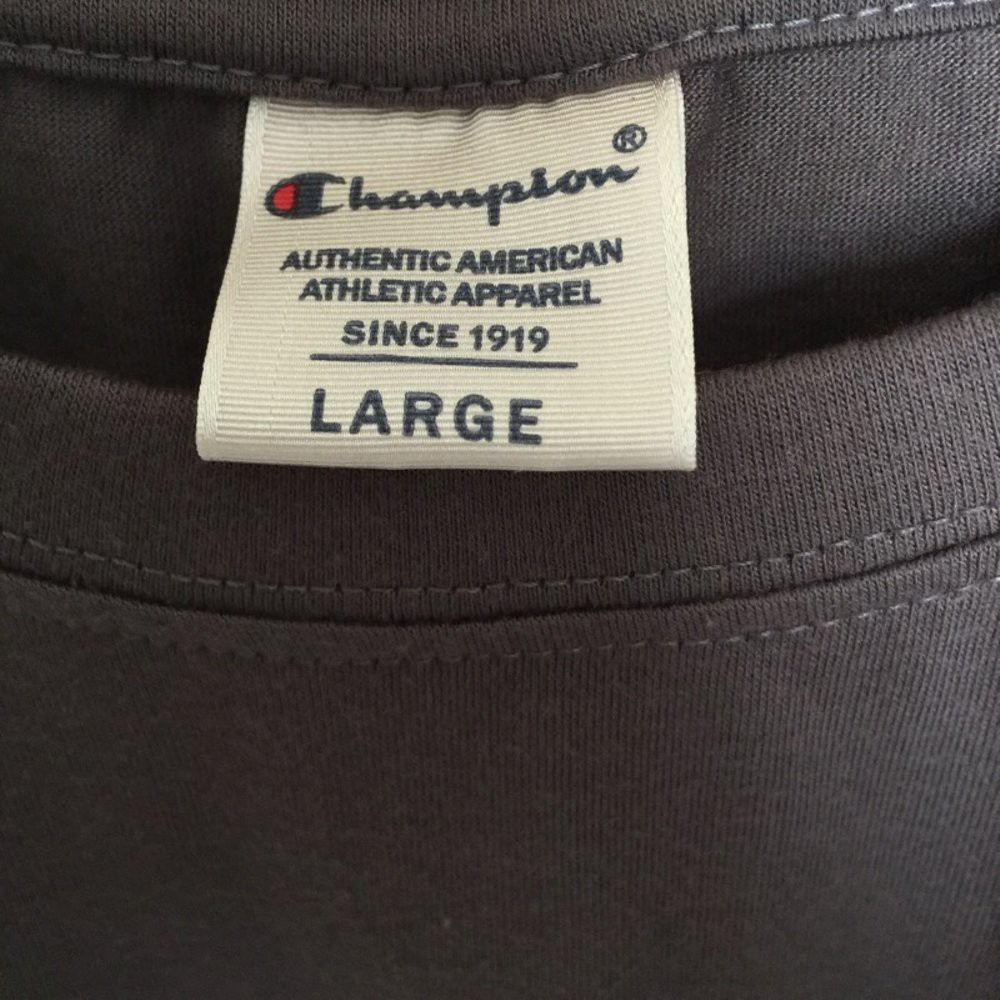 Champion®
AUTHENTIC AMERICAN
ATHLETIC APPAREL
SINCE 1919
LARGE